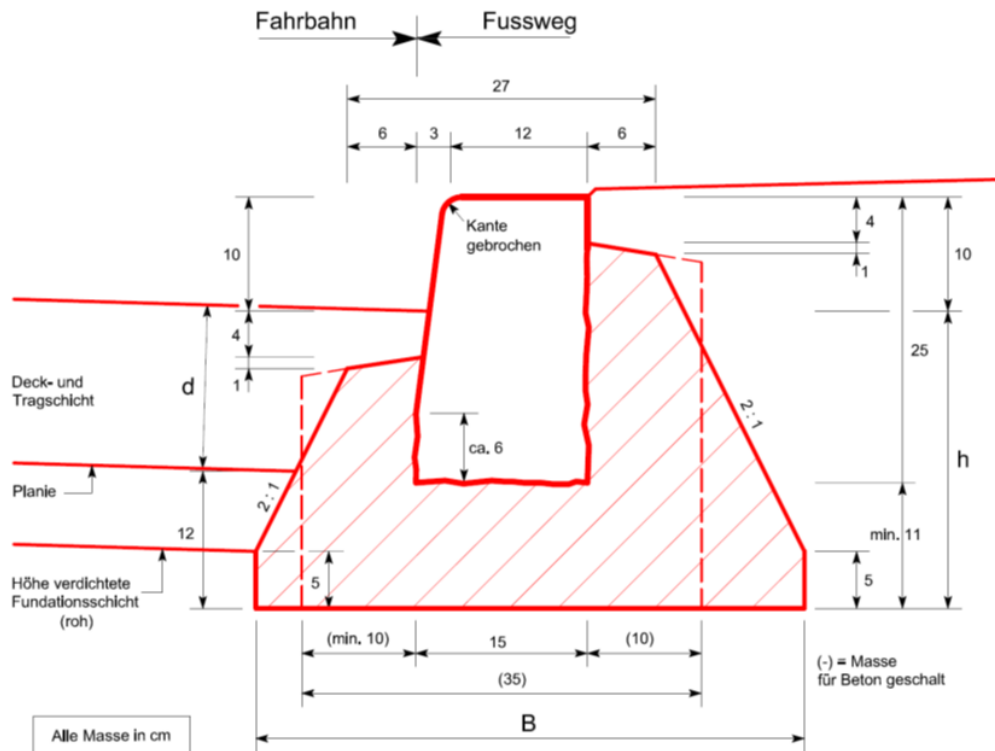 Fahrbahn
Fussweg
27
6
3
12
6
Kante
gebrochen
4
1
10
10
4
1
25
Deck- und
Tragschicht
d
2:1
ca. 6
h
Planie
2 : 1
12
min. 11
Höhe verdichtete
Fundationsschicht
(roh)
5
5
(min. 10)
15
(10)
(-) = Masse
für Beton geschalt
(35)
B
Alle Masse in cm